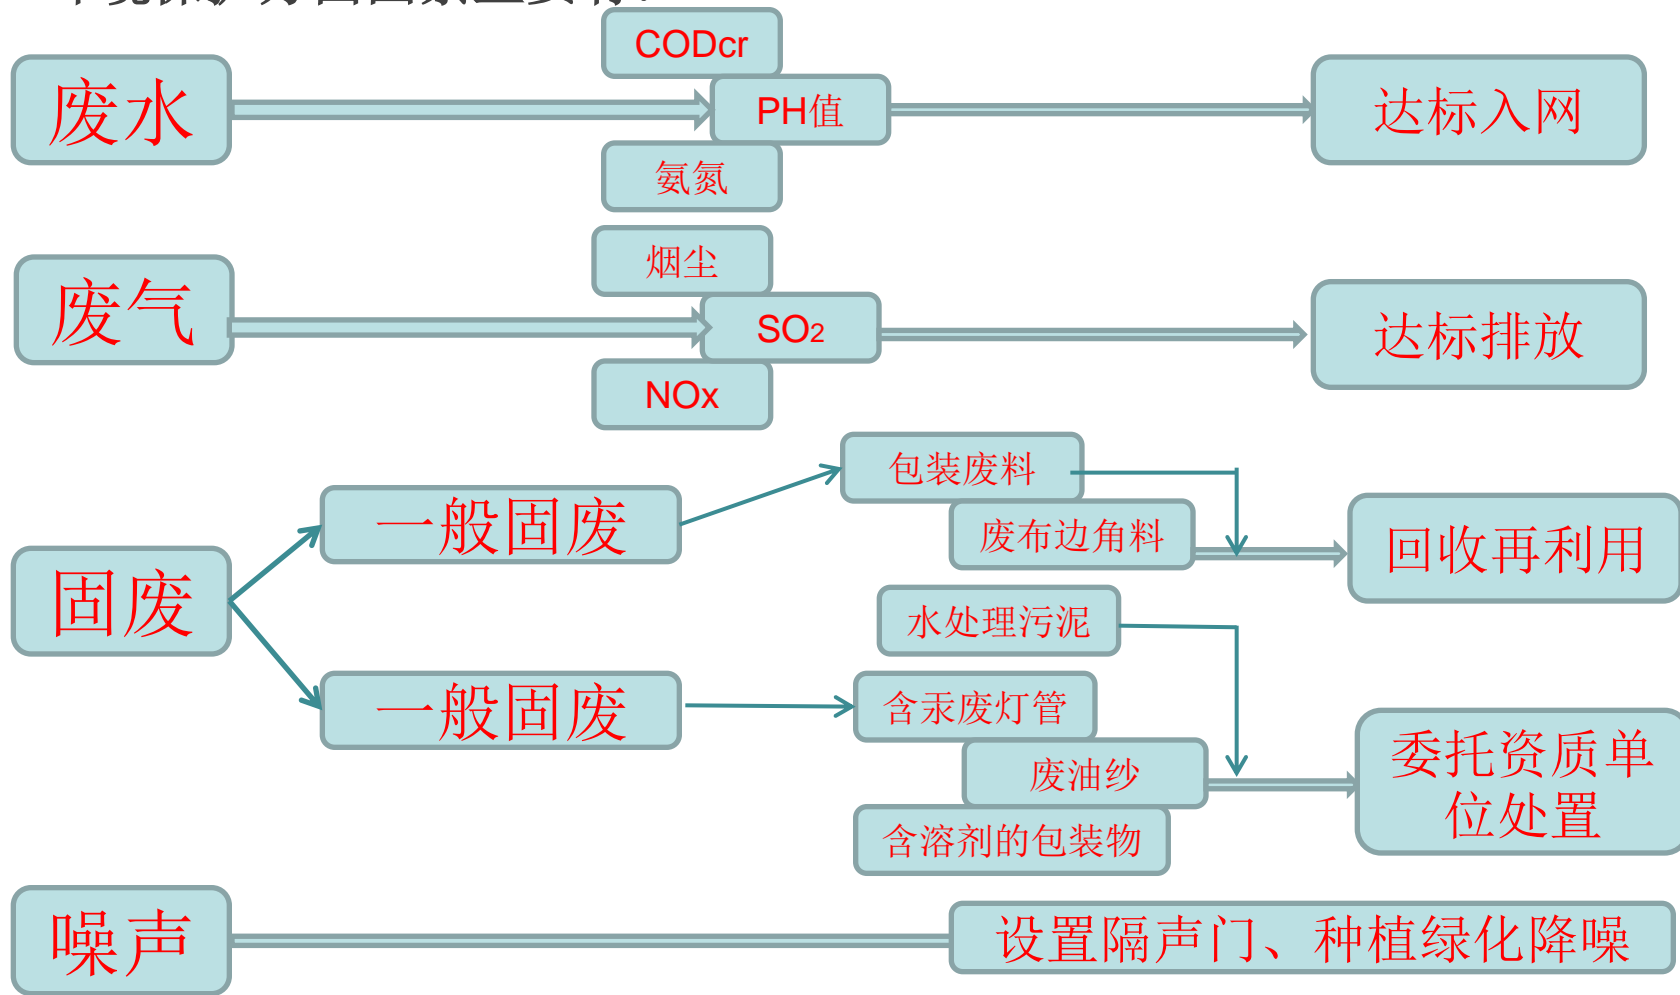 CODcr
废水
PH值
达标入网
氨氮
烟尘
废气
SO2
达标排放
NOx
包装废料
一般固废
废布边角料
回收再利用
固废
水处理污泥
一般固废
含汞废灯管
废油纱
委托资质单
位处置
含溶剂的包装物
噪声
设置隔声门、种植绿化降噪